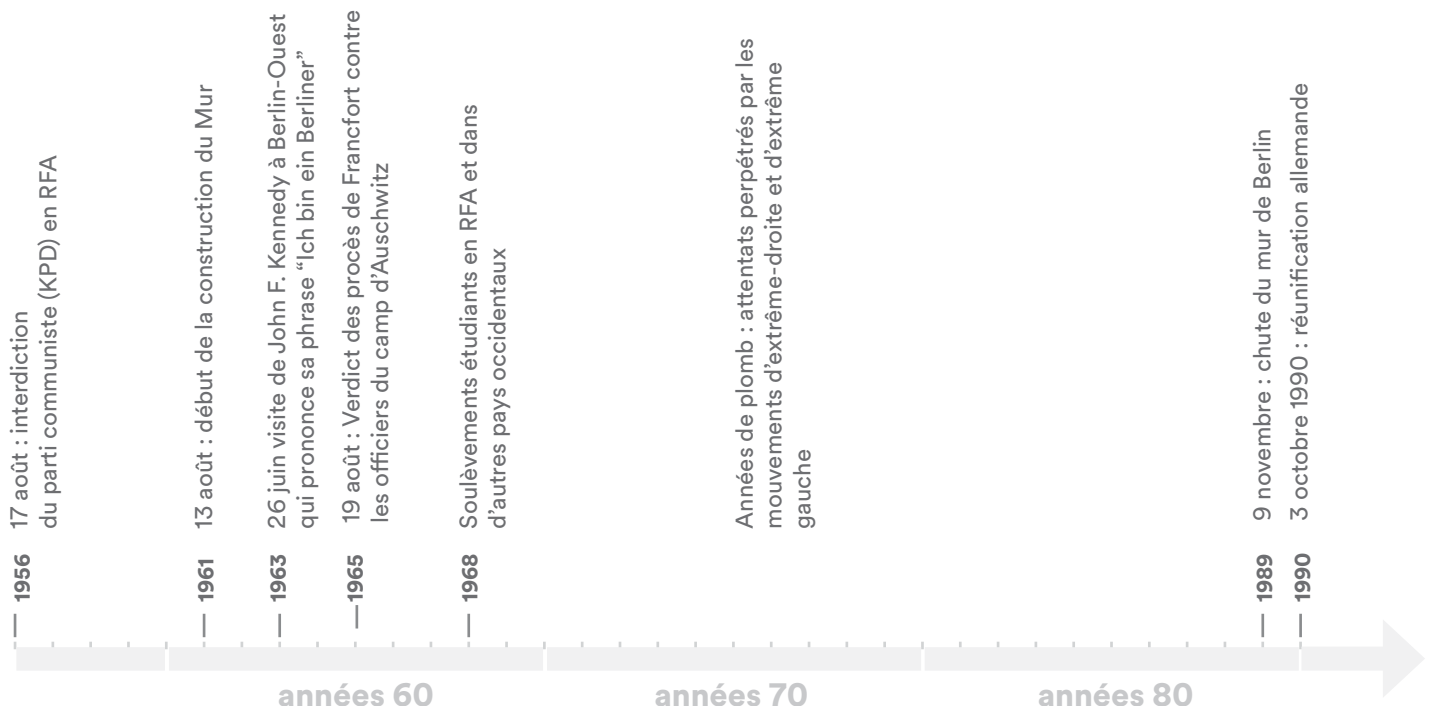 17 août : interdiction
du parti communiste (KPD) en RFA
1956
13 août : début de la construction du Mur
1961
26 juin visite de John F. Kennedy à Berlin-Ouest
qui prononce sa phrase “Ich bin ein Berliner”
1963
19 août : Verdict des procès de Francfort contre
les officiers du camp d’Auschwitz
1965
Soulèvements étudiants en RFA et dans
d’autres pays occidentaux
1968
Années de plomb : attentats perpétrés par les
mouvements d’extrême-droite et d’extrême
gauche
9 novembre : chute du mur de Berlin
1989
3 octobre 1990 : réunification allemande
1990
années 60
années 70
années 80